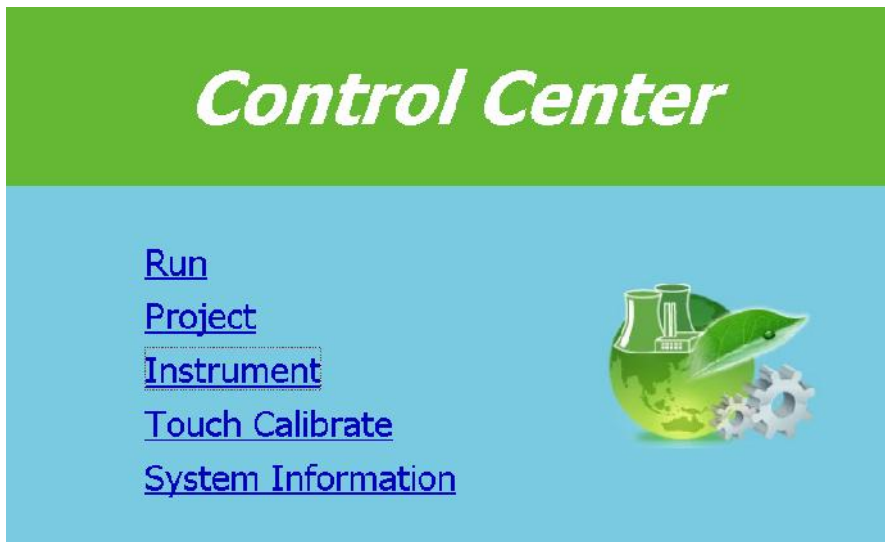 Control Center
Run
Project
Instrument
Touch Calibrate
System Information